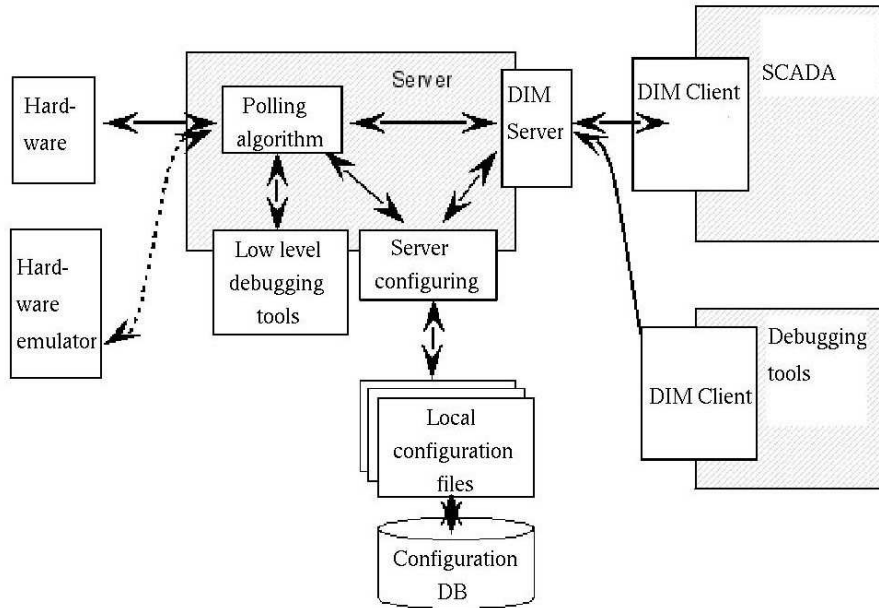 Hard-
ware
Hard-
ware
emulator
Server
Polling
algorithm
DIM
Server
Low level
debugging
tools
Server
configuring
Local
configuration
files
Configuration
DB
DIM Client
SCADA
DIM Client
Debugging
tools